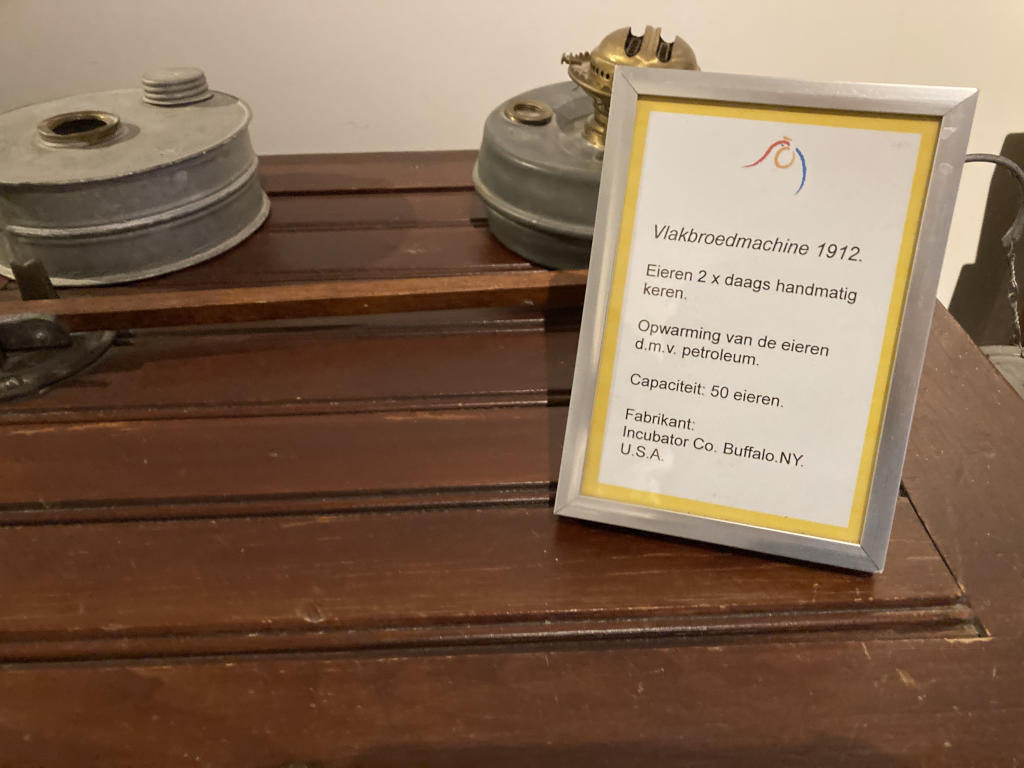 Vlakbroedmachine 1912.
Eieren 2 x daags handmatig
keren.
Opwarming van de eieren
d.m.v. petroleum.
Capaciteit: 50 eieren.
Fabrikant:
Incubator Co. Buffalo.NY.
U.S.A.